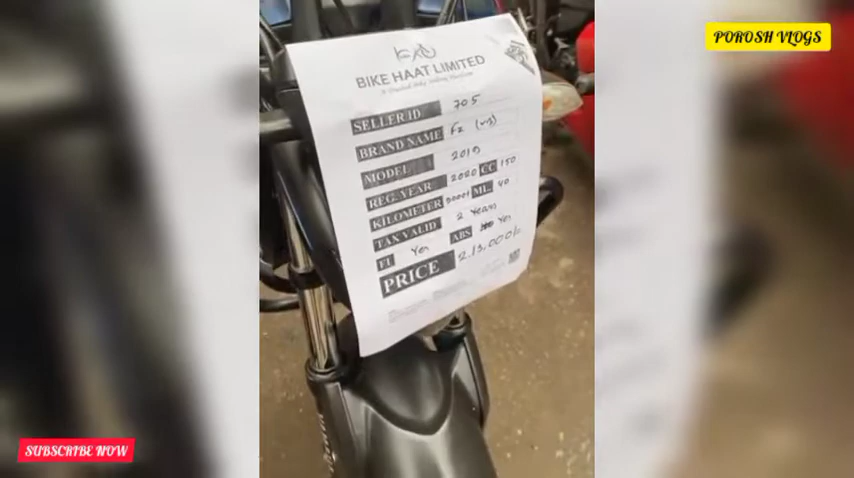 POROSH VLOGS
BIKE HAAT LIMITED
SELLER ID 705
BRAND NAME Fz (v3)
MODEL 2019
REG. YEAR 2020 CC 150
KILOMETER ML. 40
TAX VALID 2 Years
FI Yes ABS Yes
PRICE 2,13,000/-
SUBSCRIBE NOW